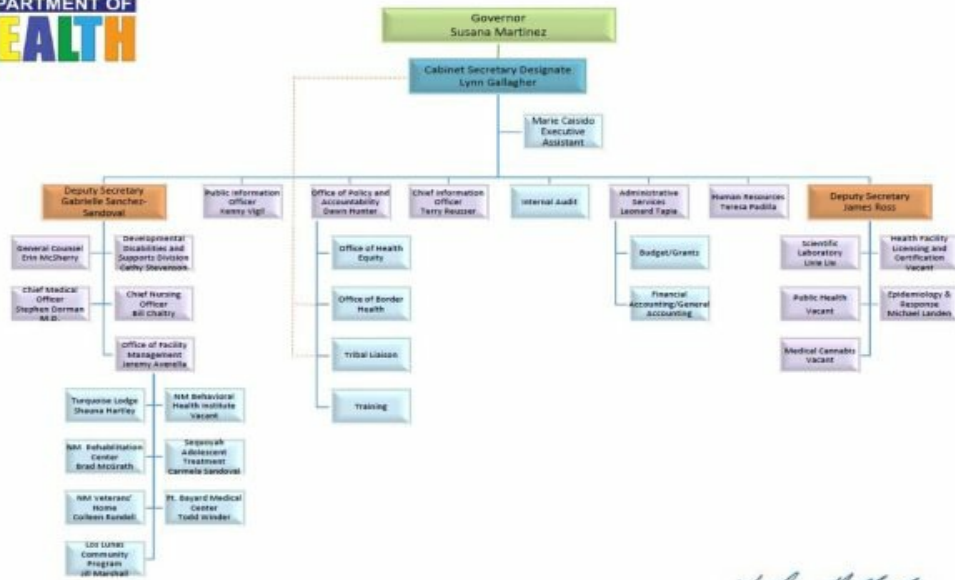 PARTMENT OF
EALTH
Governor
Susana Martinez
Cabinet Secretary Designate
Lynn Gallagher
Marie Caisido
Executive
Assistant
Deputy Secretary
Gabrielle Sanchez-
Sandoval
Public Information
Officer
Kenny Vigil
Office of Policy and
Accountability
Dawn Hunter
Chief Information
Officer
Terry Reusser
Internal Audit
Administrative
Services
Leonard Tapia
Human Resources
Teresa Padilla
Deputy Secretary
James Ross
General Counsel
Erin McSherry
Developmental
Disabilities and
Supports Division
Cathy Stevenson
Chief Medical
Officer
Stephen Dorman
M.D.
Chief Nursing
Officer
Bill Chaltry
Office of Facility
Management
Jeremy Averella
Turquoise Lodge
Shauna Hartley
NM Behavioral
Health Institute
Vacant
NM Rehabilitation
Center
Brad McGrath
Sequoyah
Adolescent
Treatment
Carmela Sandoval
NM Veterans'
Home
Colleen Rundell
Ft. Bayard Medical
Center
Todd Winder
Los Lunas
Community
Program
Jill Marshall
Office of Health
Equity
Office of Border
Health
Tribal Liaison
Training
Budget/Grants
Financial
Accounting/General
Accounting
Scientific
Laboratory
Health Facility
Licensing and
Certification
Vacant
Public Health
Vacant
Epidemiology &
Response
Michael Landen
Medical Cannabis
Vacant